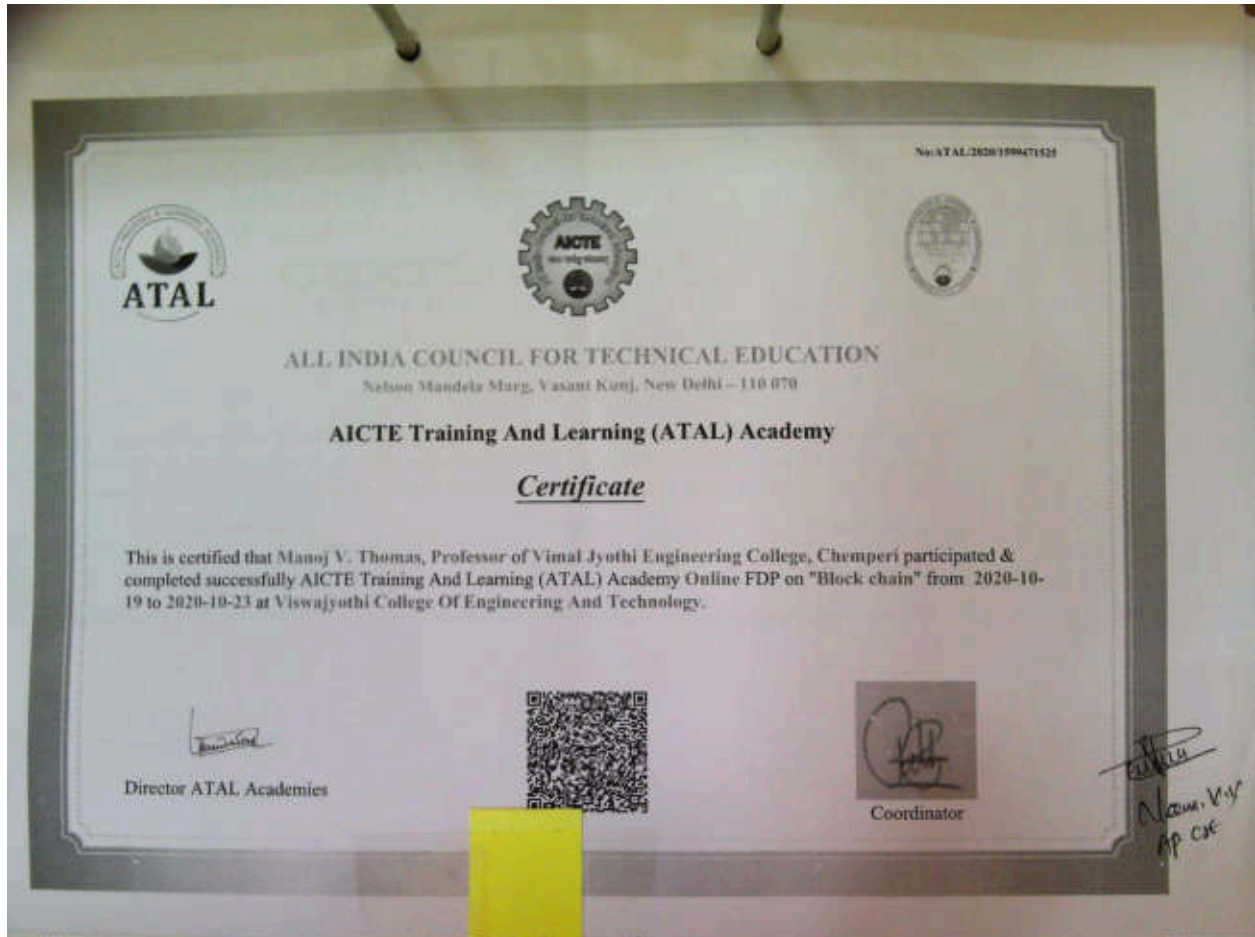 No:ATAL/2020/1599471525
ATAL
AICTE
ALL INDIA COUNCIL FOR TECHNICAL EDUCATION
Nelson Mandela Marg, Vasant Kunj, New Delhi – 110 070
AICTE Training And Learning (ATAL) Academy
Certificate
This is certified that Manoj V. Thomas, Professor of Vimal Jyothi Engineering College, Chemperi participated &
completed successfully AICTE Training And Learning (ATAL) Academy Online FDP on "Block chain" from 2020-10-
19 to 2020-10-23 at Viswajyothi College Of Engineering And Technology.
Director ATAL Academies
Coordinator
AP CSE